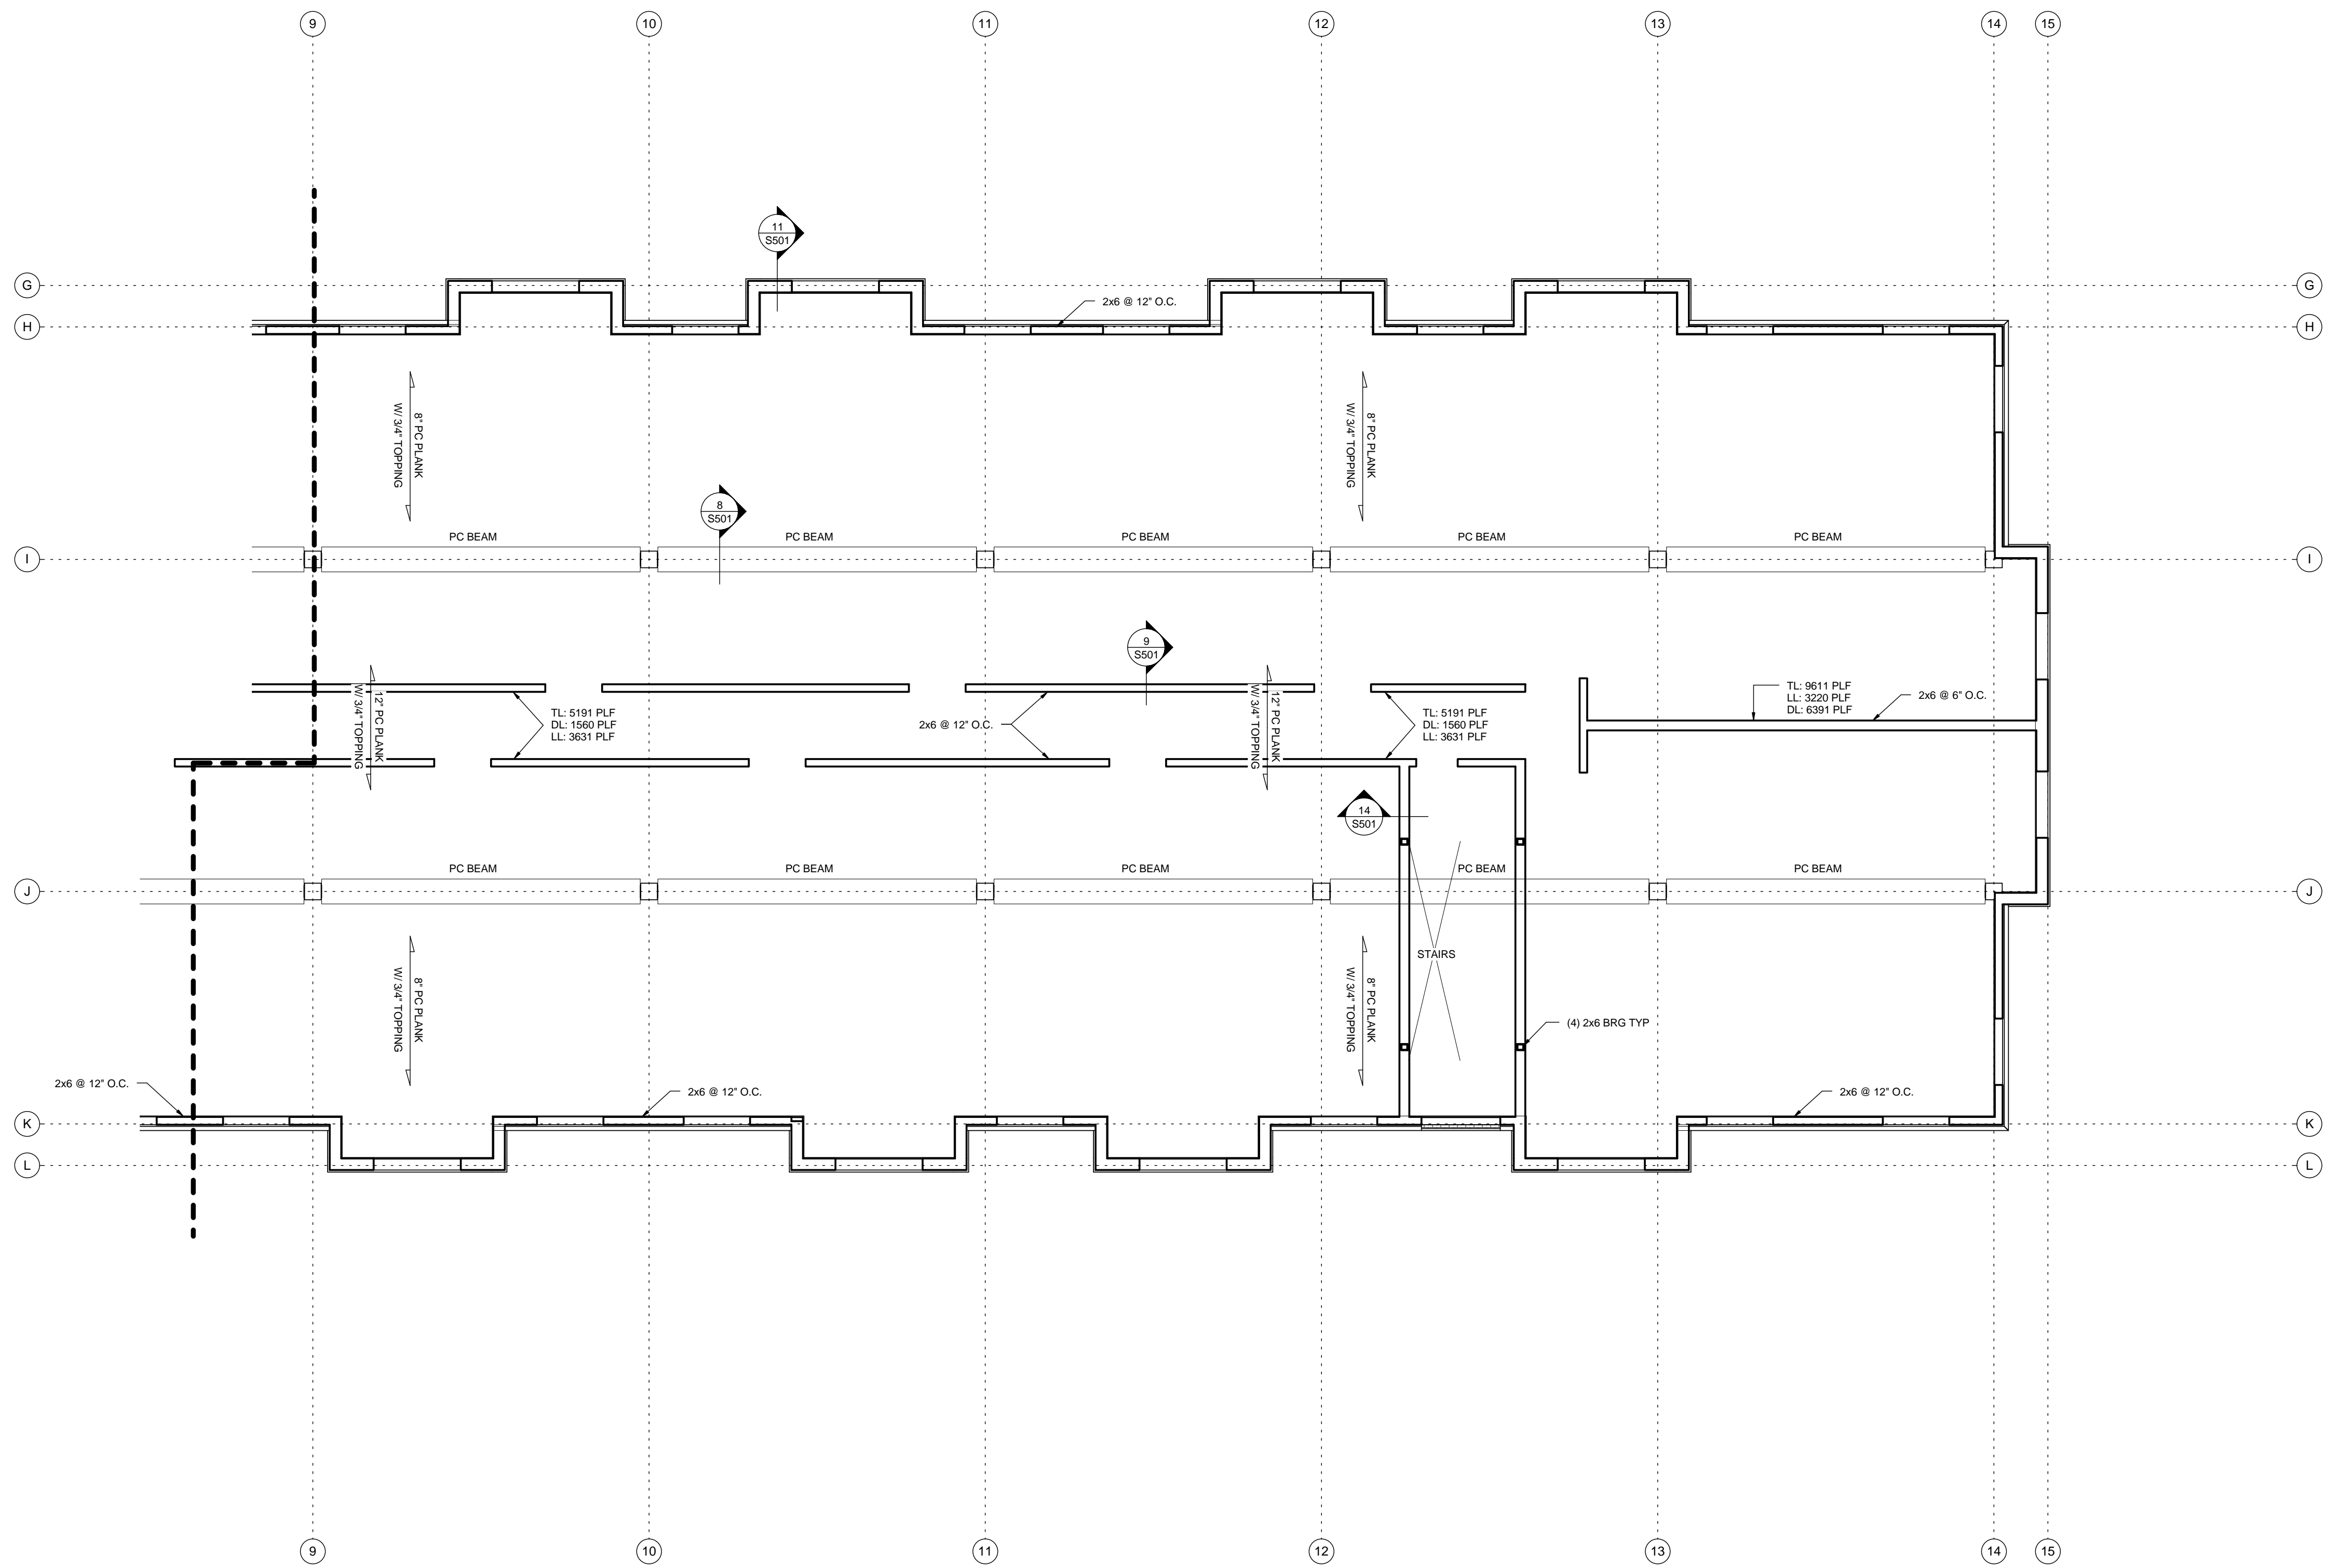 9 10 11 12 13 14 15
11
S501
G G
2x6 @ 12" O.C.
H H
8" PC PLANK
W/ 3/4" TOPPING
8" PC PLANK
W/ 3/4" TOPPING
8
S501
PC BEAM PC BEAM PC BEAM PC BEAM PC BEAM
I I
9
S501
12" PC PLANK
W/ 3/4" TOPPING
TL: 5191 PLF
DL: 1560 PLF
LL: 3631 PLF
2x6 @ 12" O.C.
12" PC PLANK
W/ 3/4" TOPPING
TL: 5191 PLF
DL: 1560 PLF
LL: 3631 PLF
TL: 9611 PLF
LL: 3220 PLF
DL: 6391 PLF
2x6 @ 6" O.C.
14
S501
PC BEAM PC BEAM PC BEAM PC BEAM PC BEAM
J J
8" PC PLANK
W/ 3/4" TOPPING
8" PC PLANK
W/ 3/4" TOPPING
STAIRS
(4) 2x6 BRG TYP
2x6 @ 12" O.C.
2x6 @ 12" O.C.
2x6 @ 12" O.C.
K K
L L
9 10 11 12 13 14 15